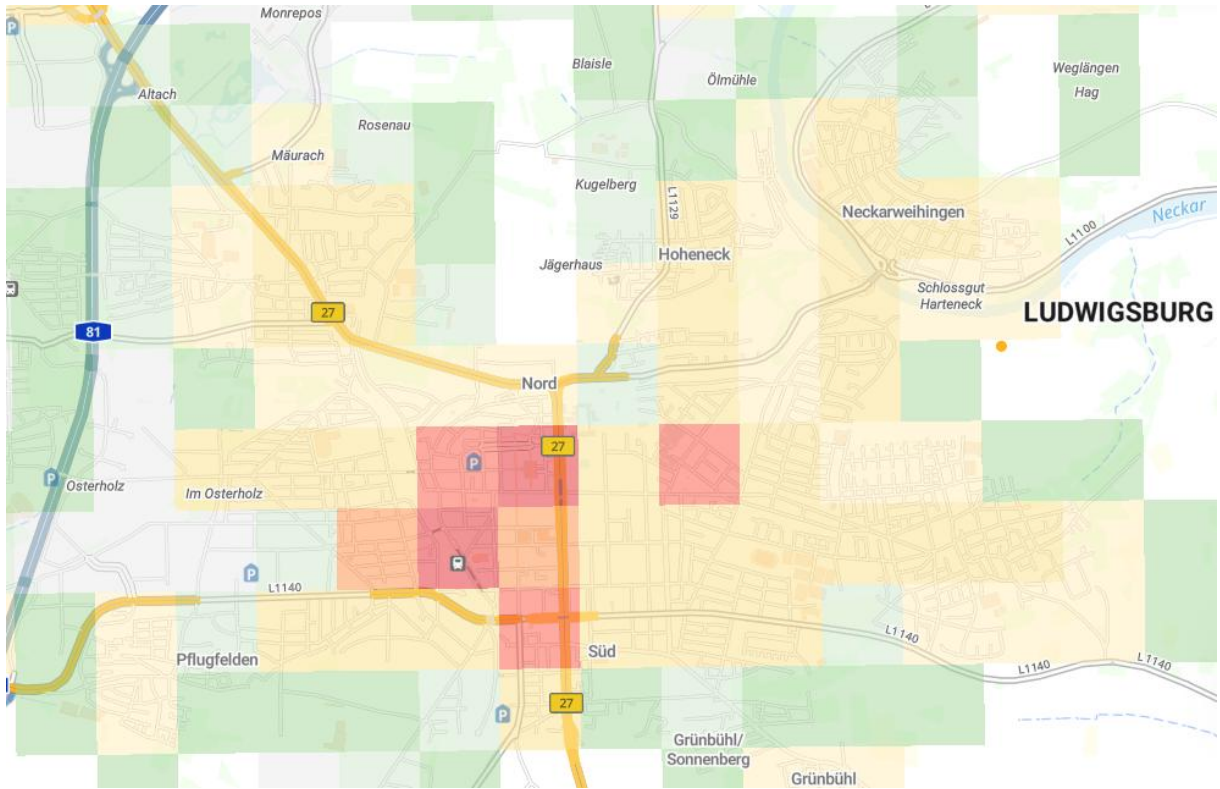 Monrepos
P
Blaisle
Ölmühle
Weglängen
Hag
Altach
Rosenau
Mäurach
Kugelberg
L1129
Neckarweihingen
Neckar
L1100
Hoheneck
Jägerhaus
Schlossgut
Harteneck
27
LUDWIGSBURG
81
Nord
27
P
P
Osterholz
Im Osterholz
P
L1140
Süd
L1140
Pflugfelden
L1140
L1140
27
P
Grünbühl/
Sonnenberg
Grünbühl